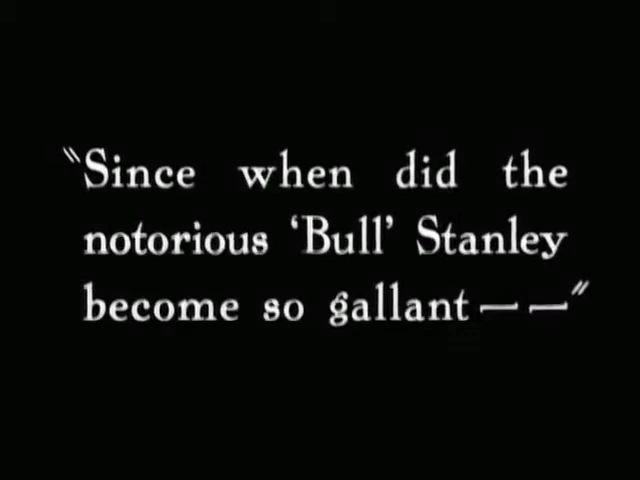 "Since when did the
notorious 'Bull' Stanley
become so gallant — —"